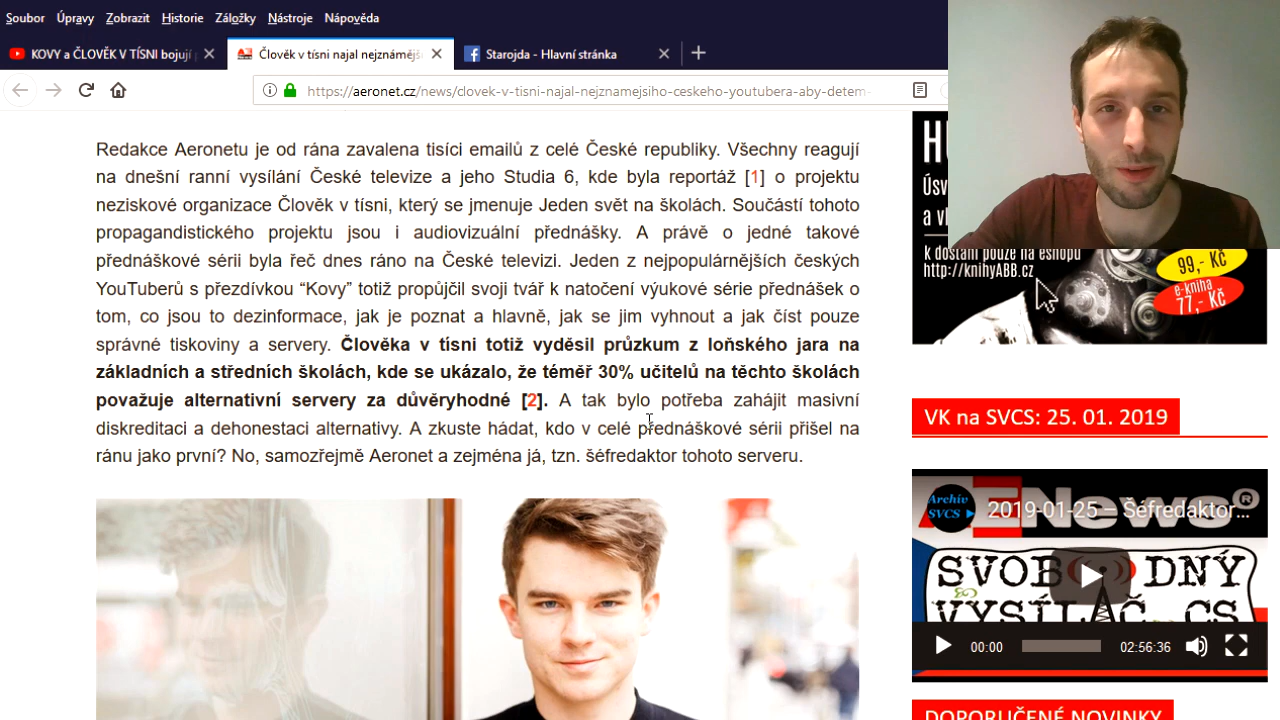 Soubor Úpravy Zobrazit Historie Záložky Nástroje Nápověda
KOVY a ČLOVĚK V TÍSNI bojují
Člověk v tísni najal nejznámějš
Starojda - Hlavní stránka
https://aeronet.cz/news/clovek-v-tisni-najal-nejznamejsiho-ceskeho-youtubera-aby-detem-
Redakce Aeronetu je od rána zavalena tisíci emailů z celé České republiky. Všechny reagují
na dnešní ranní vysílání České televize a jeho Studia 6, kde byla reportáž [1] o projektu
neziskové organizace Člověk v tísni, který se jmenuje Jeden svět na školách. Součástí tohoto
propagandistického projektu jsou i audiovizuální přednášky. A právě o jedné takové
přednáškové sérii byla řeč dnes ráno na České televizi. Jeden z nejpopulárnějších českých
YouTuberů s přezdívkou “Kovy” totiž propůjčil svoji tvář k natočení výukové série přednášek o
tom, co jsou to dezinformace, jak je poznat a hlavně, jak se jim vyhnout a jak číst pouze
správné tiskoviny a servery. Člověka v tísni totiž vyděsil průzkum z loňského jara na
základních a středních školách, kde se ukázalo, že téměř 30% učitelů na těchto školách
považuje alternativní servery za důvěryhodné [2]. A tak bylo potřeba zahájit masivní
diskreditaci a dehonestaci alternativy. A zkuste hádat, kdo v celé přednáškové sérii přišel na
ránu jako první? No, samozřejmě Aeronet a zejména já, tzn. šéfredaktor tohoto serveru.
k dostání pouze na eshopu
http://knihyABB.cz
99,- Kč
e-kniha
77,- Kč
VK na SVCS: 25. 01. 2019
Archív
SVCS
2019-01-25 – Šéfredaktor...
AENews®
SVOBODNÝ
VYSÍLAČ.CS
00:00
02:56:36
DOPORUČENÉ NOVINKY